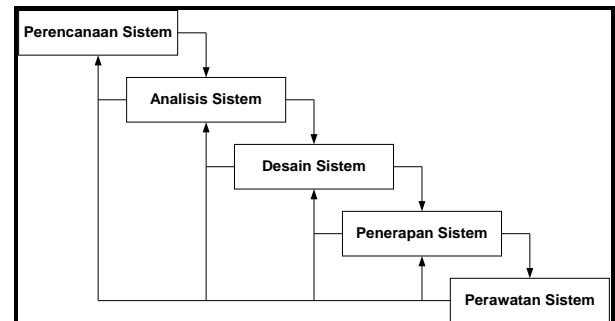 Perencanaan Sistem
Analisis Sistem
Desain Sistem
Penerapan Sistem
Perawatan Sistem